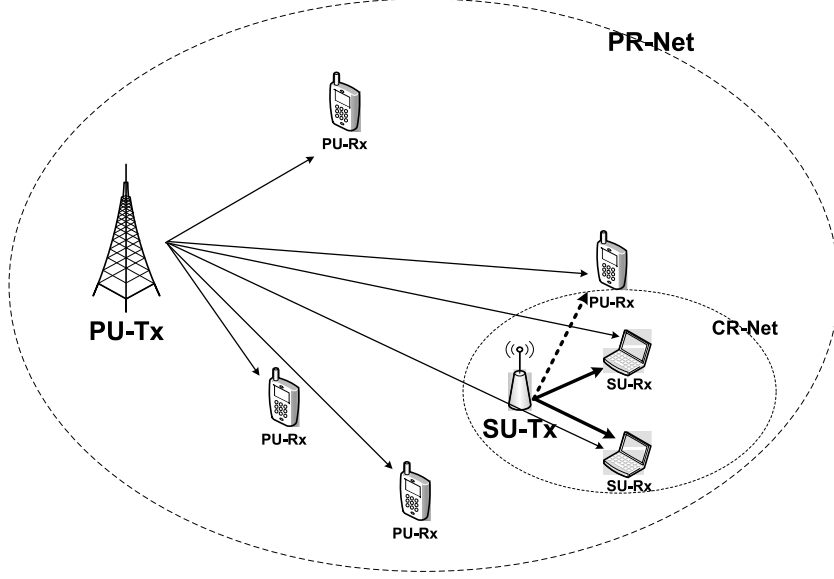 PR-Net
PU-Rx
PU-Rx
PU-Tx
CR-Net
SU-Rx
SU-Tx
PU-Rx
SU-Rx
PU-Rx